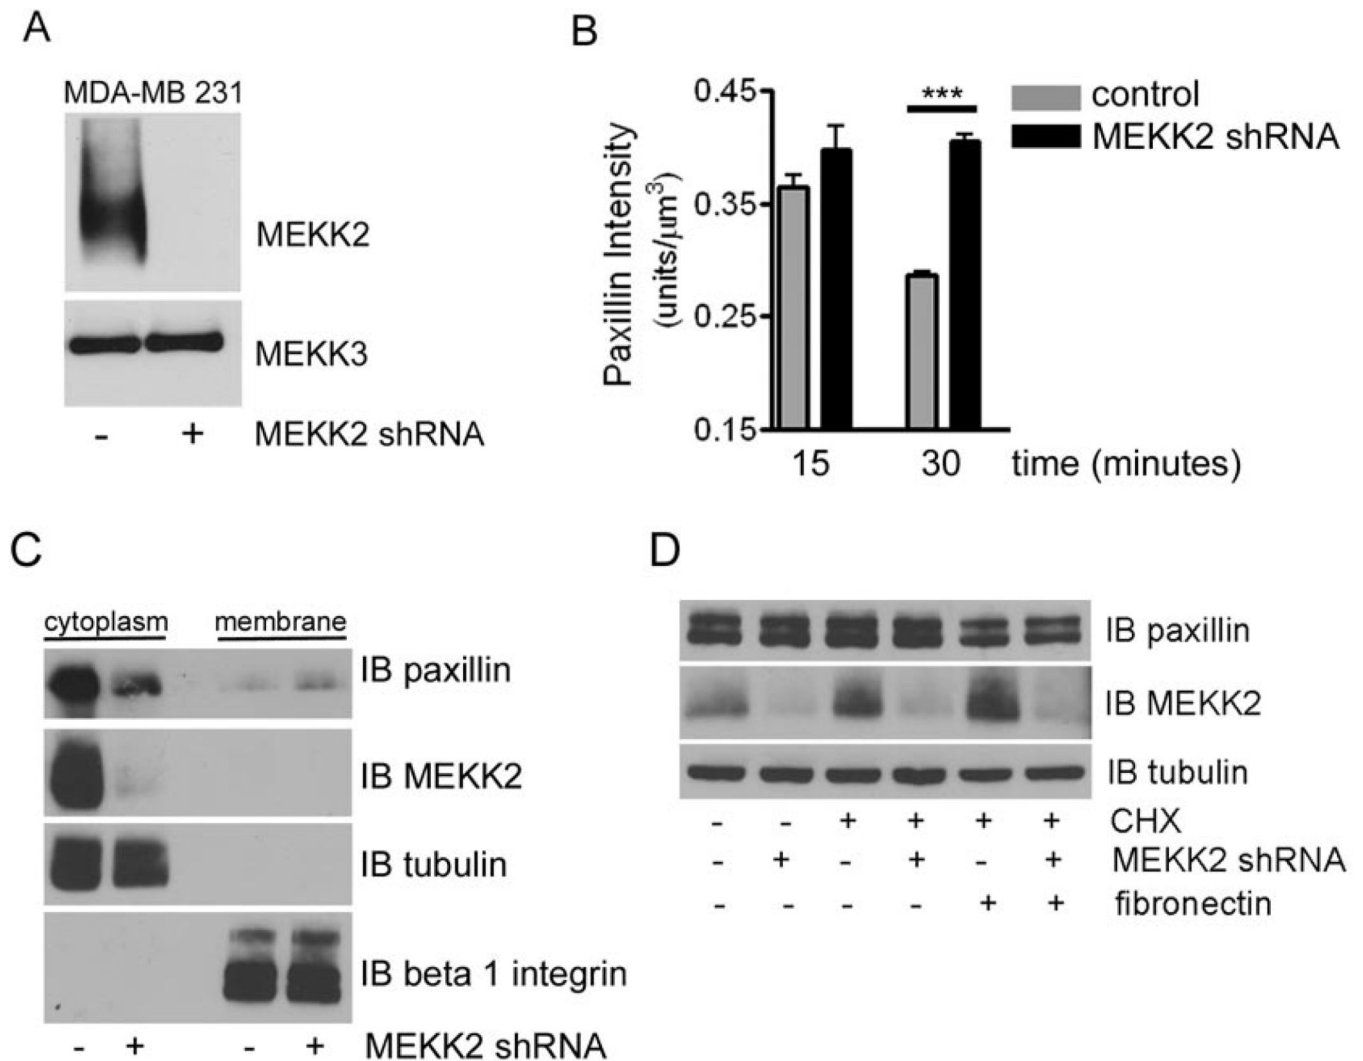 A
MDA-MB 231
MEKK2
MEKK3
- + MEKK2 shRNA
B
Paxillin Intensity
(units/μm³)
0.45
0.35
0.25
0.15
***
control
MEKK2 shRNA
15 30 time (minutes)
C
cytoplasm membrane
IB paxillin
IB MEKK2
IB tubulin
IB beta 1 integrin
- + - + MEKK2 shRNA
D
IB paxillin
IB MEKK2
IB tubulin
- - + + + + CHX
- + - + - + MEKK2 shRNA
- - - - + + fibronectin